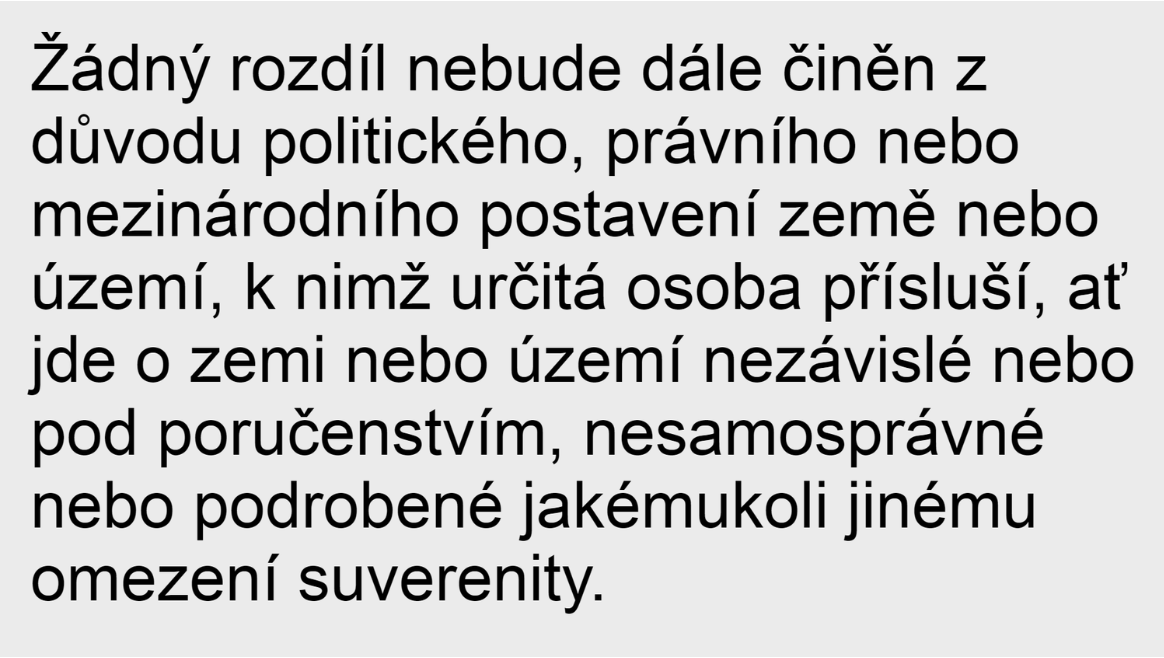 Žádný rozdíl nebude dále činěn z
důvodu politického, právního nebo
mezinárodního postavení země nebo
území, k nimž určitá osoba přísluší, ať
jde o zemi nebo území nezávislé nebo
pod poručenstvím, nesamosprávné
nebo podrobené jakémukoli jinému
omezení suverenity.